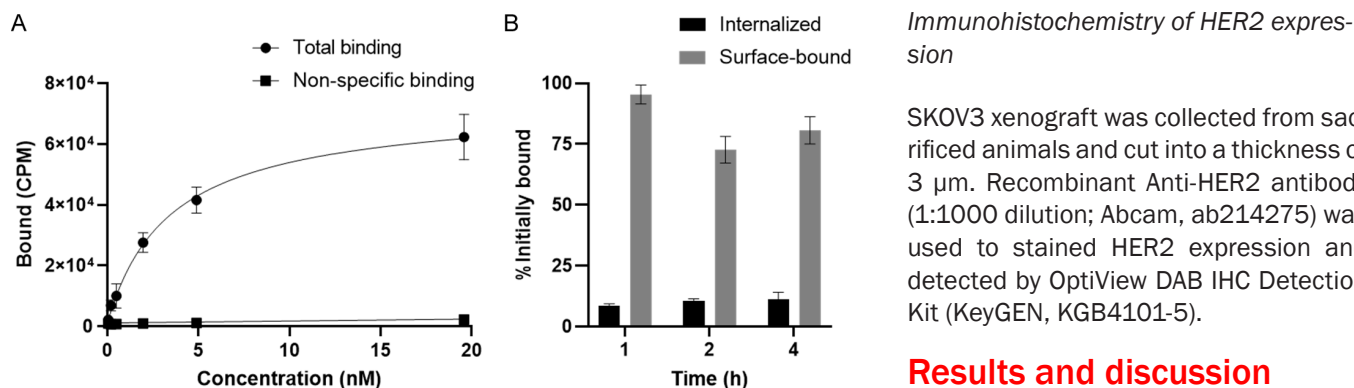 A
Total binding
Non-specific binding
8×10⁴
6×10⁴
4×10⁴
2×10⁴
0
Bound (CPM)
0
5
10
15
20
Concentration (nM)
B
Internalized
Surface-bound
100
75
50
25
0
% Initially bound
1
2
4
Time (h)
Immunohistochemistry of HER2 expres-
sion
SKOV3 xenograft was collected from sac
rificed animals and cut into a thickness o
3 μm. Recombinant Anti-HER2 antibod
(1:1000 dilution; Abcam, ab214275) wa
used to stained HER2 expression an
detected by OptiView DAB IHC Detectio
Kit (KeyGEN, KGB4101-5).
Results and discussion